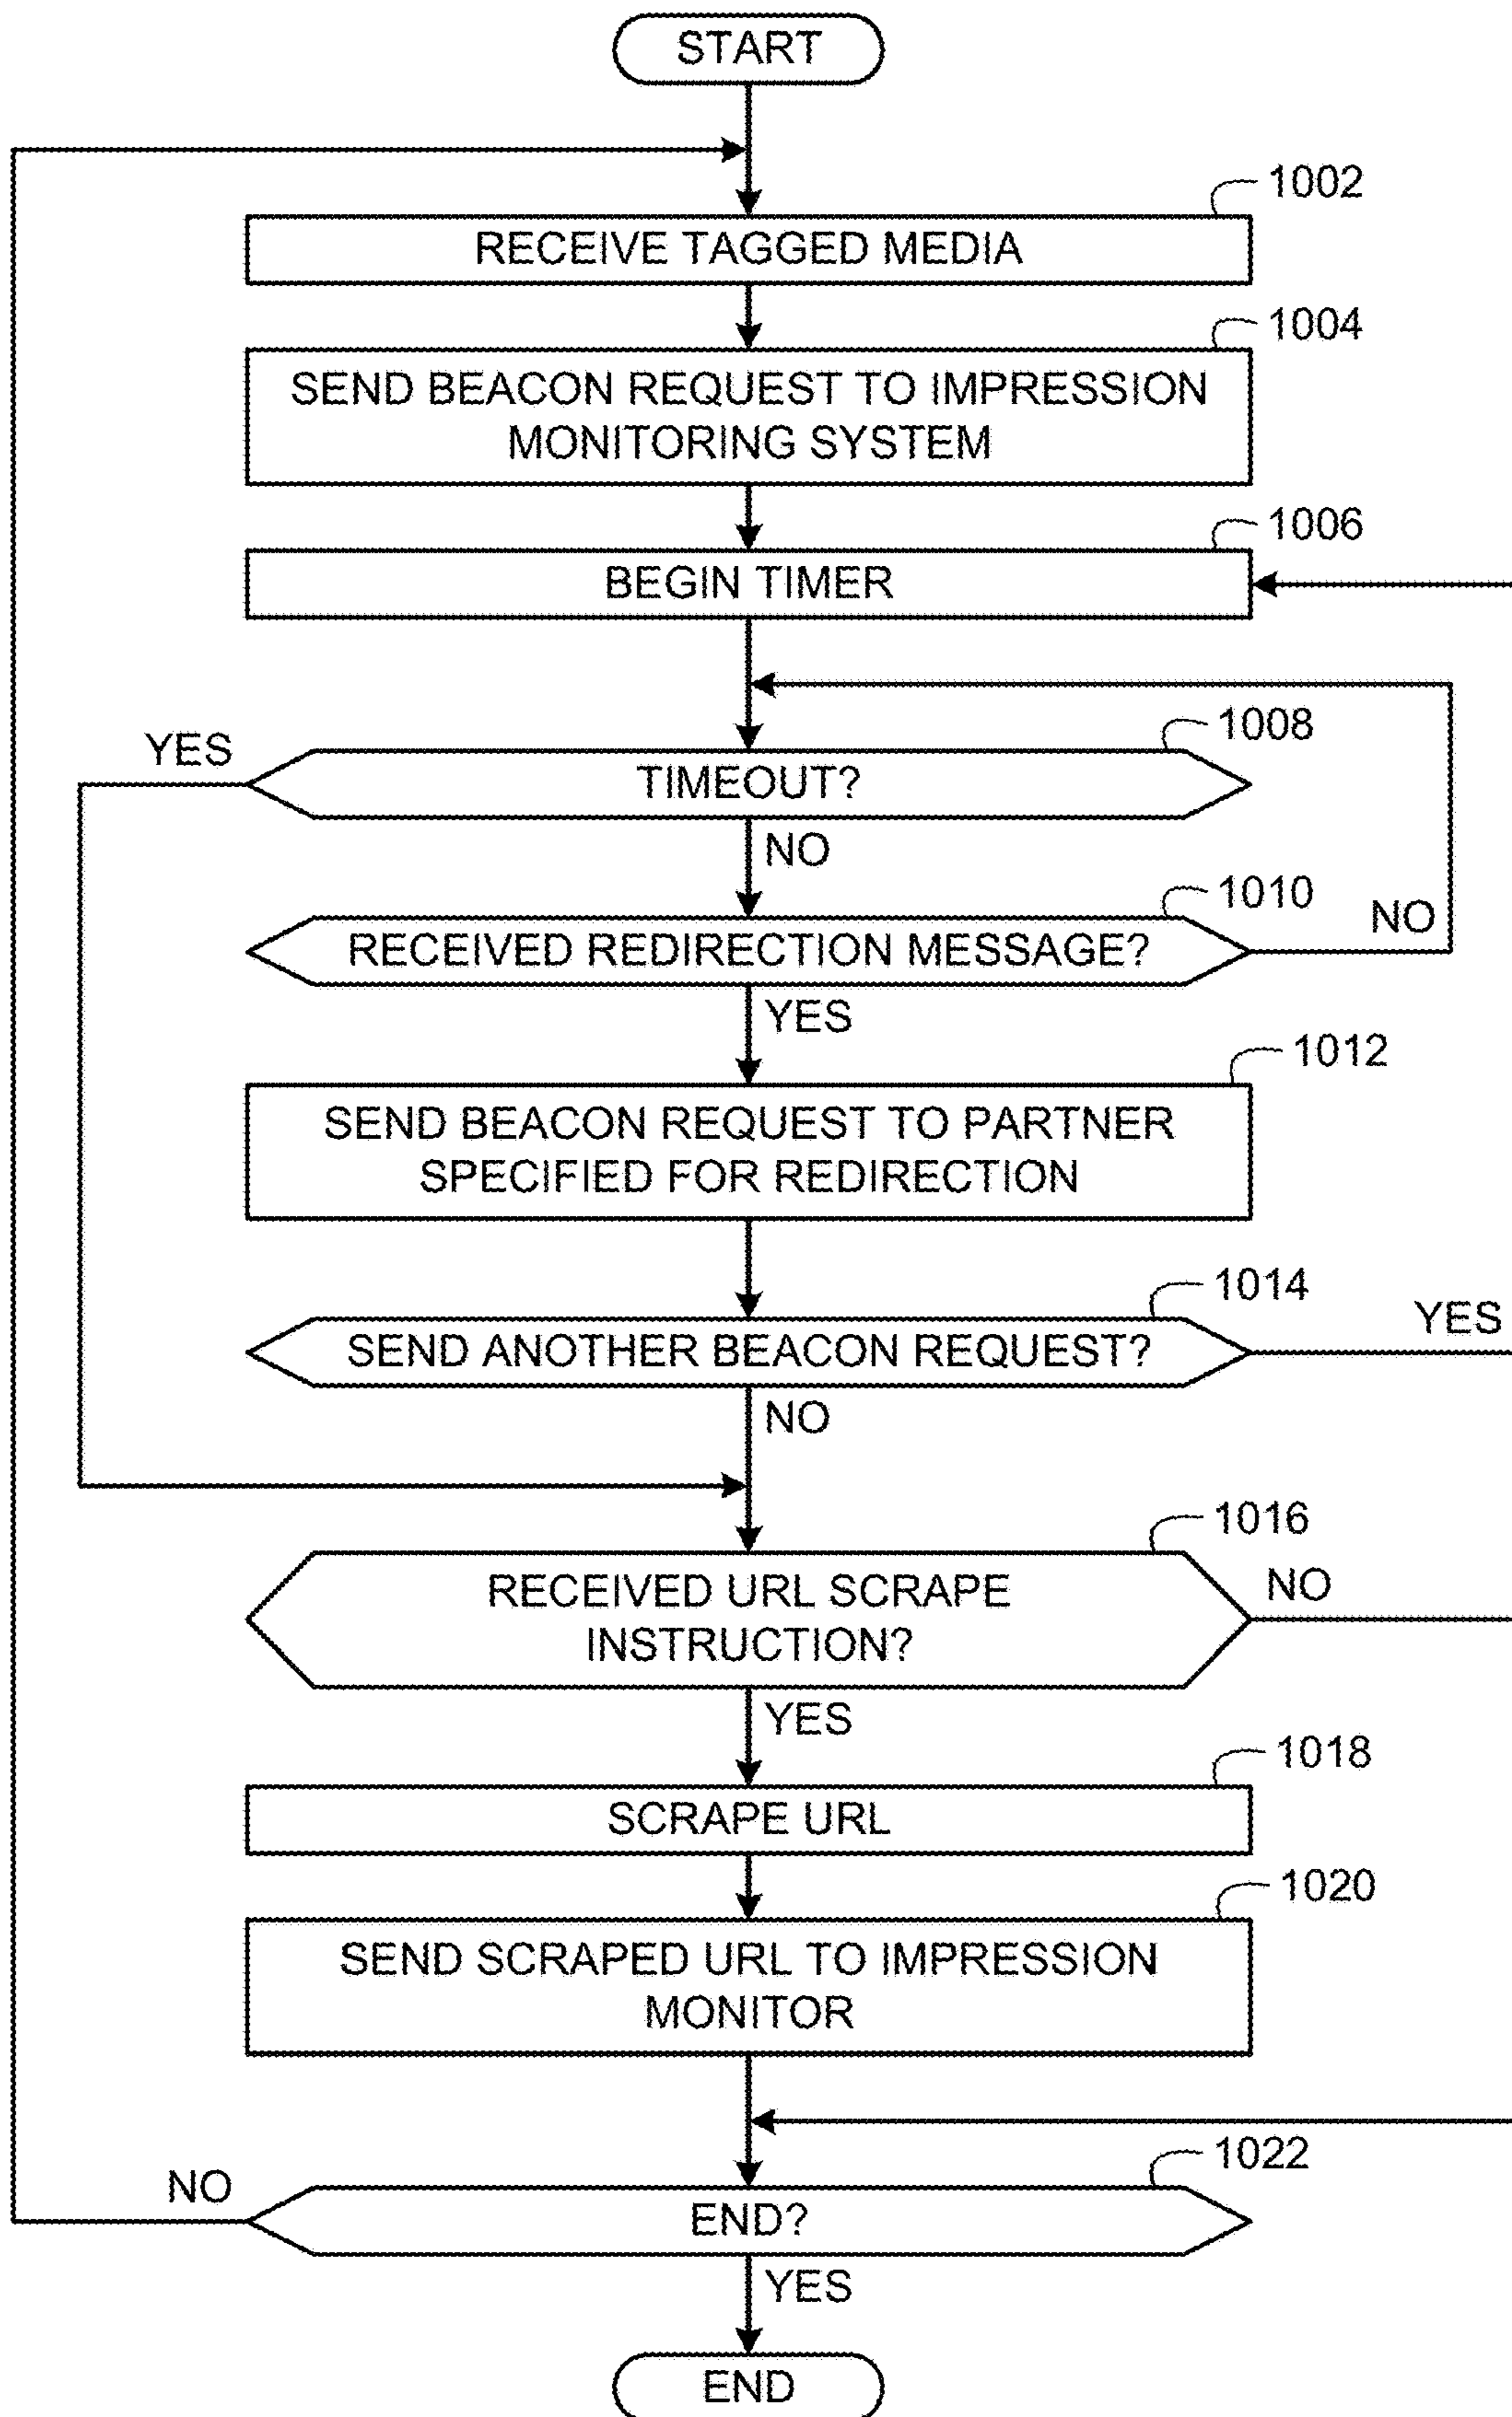 START
1002
RECEIVE TAGGED MEDIA
1004
SEND BEACON REQUEST TO IMPRESSION
MONITORING SYSTEM
1006
BEGIN TIMER
1008
YES
TIMEOUT?
NO
1010
NO
RECEIVED REDIRECTION MESSAGE?
YES
1012
SEND BEACON REQUEST TO PARTNER
SPECIFIED FOR REDIRECTION
1014
YES
SEND ANOTHER BEACON REQUEST?
NO
1016
NO
RECEIVED URL SCRAPE
INSTRUCTION?
YES
1018
SCRAPE URL
1020
SEND SCRAPED URL TO IMPRESSION
MONITOR
1022
NO
END?
YES
END